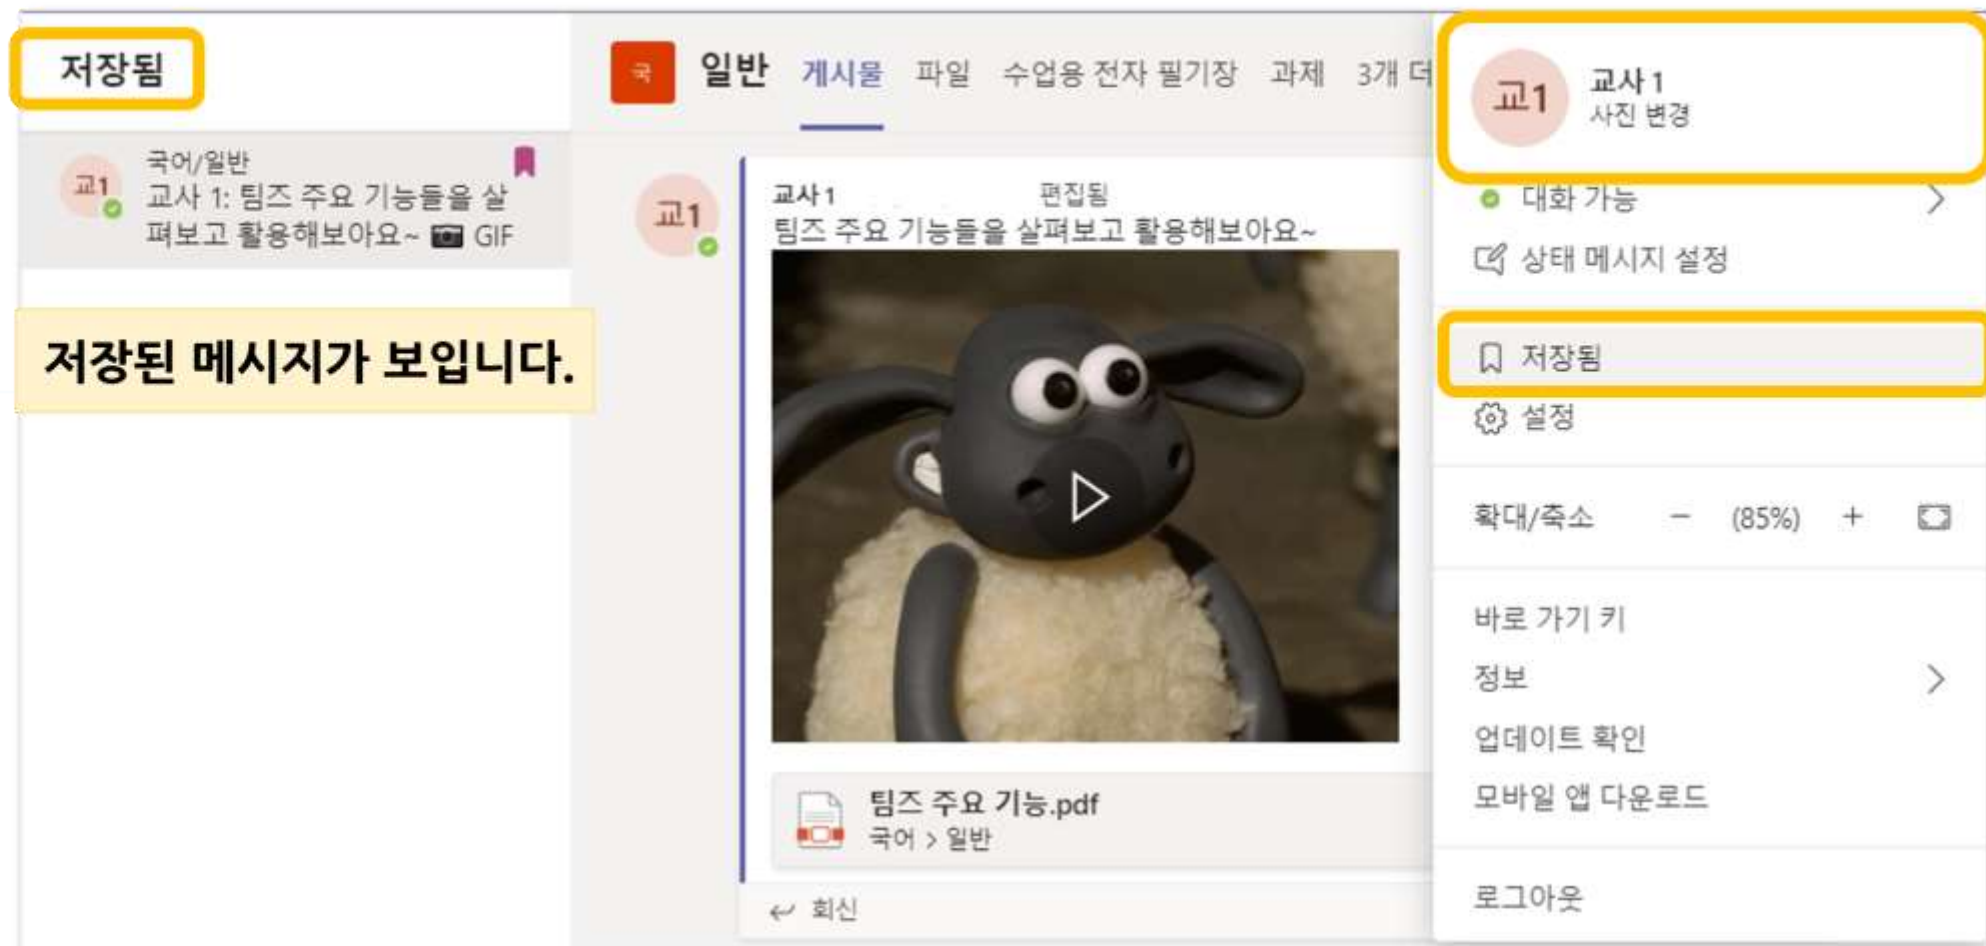 저장됨
교1
국어/일반
교사 1: 팀즈 주요 기능들을 살
펴보고 활용해보아요~ 📷 GIF
저장된 메시지가 보입니다.
국
일반 게시물 파일 수업용 전자 필기장 과제 3개 더
교1
교사 1 편집됨
팀즈 주요 기능들을 살펴보고 활용해보아요~
팀즈 주요 기능.pdf
국어 > 일반
회신
교1
교사 1
사진 변경
대화 가능
상태 메시지 설정
저장됨
설정
확대/축소 − (85%) +
바로 가기 키
정보
업데이트 확인
모바일 앱 다운로드
로그아웃